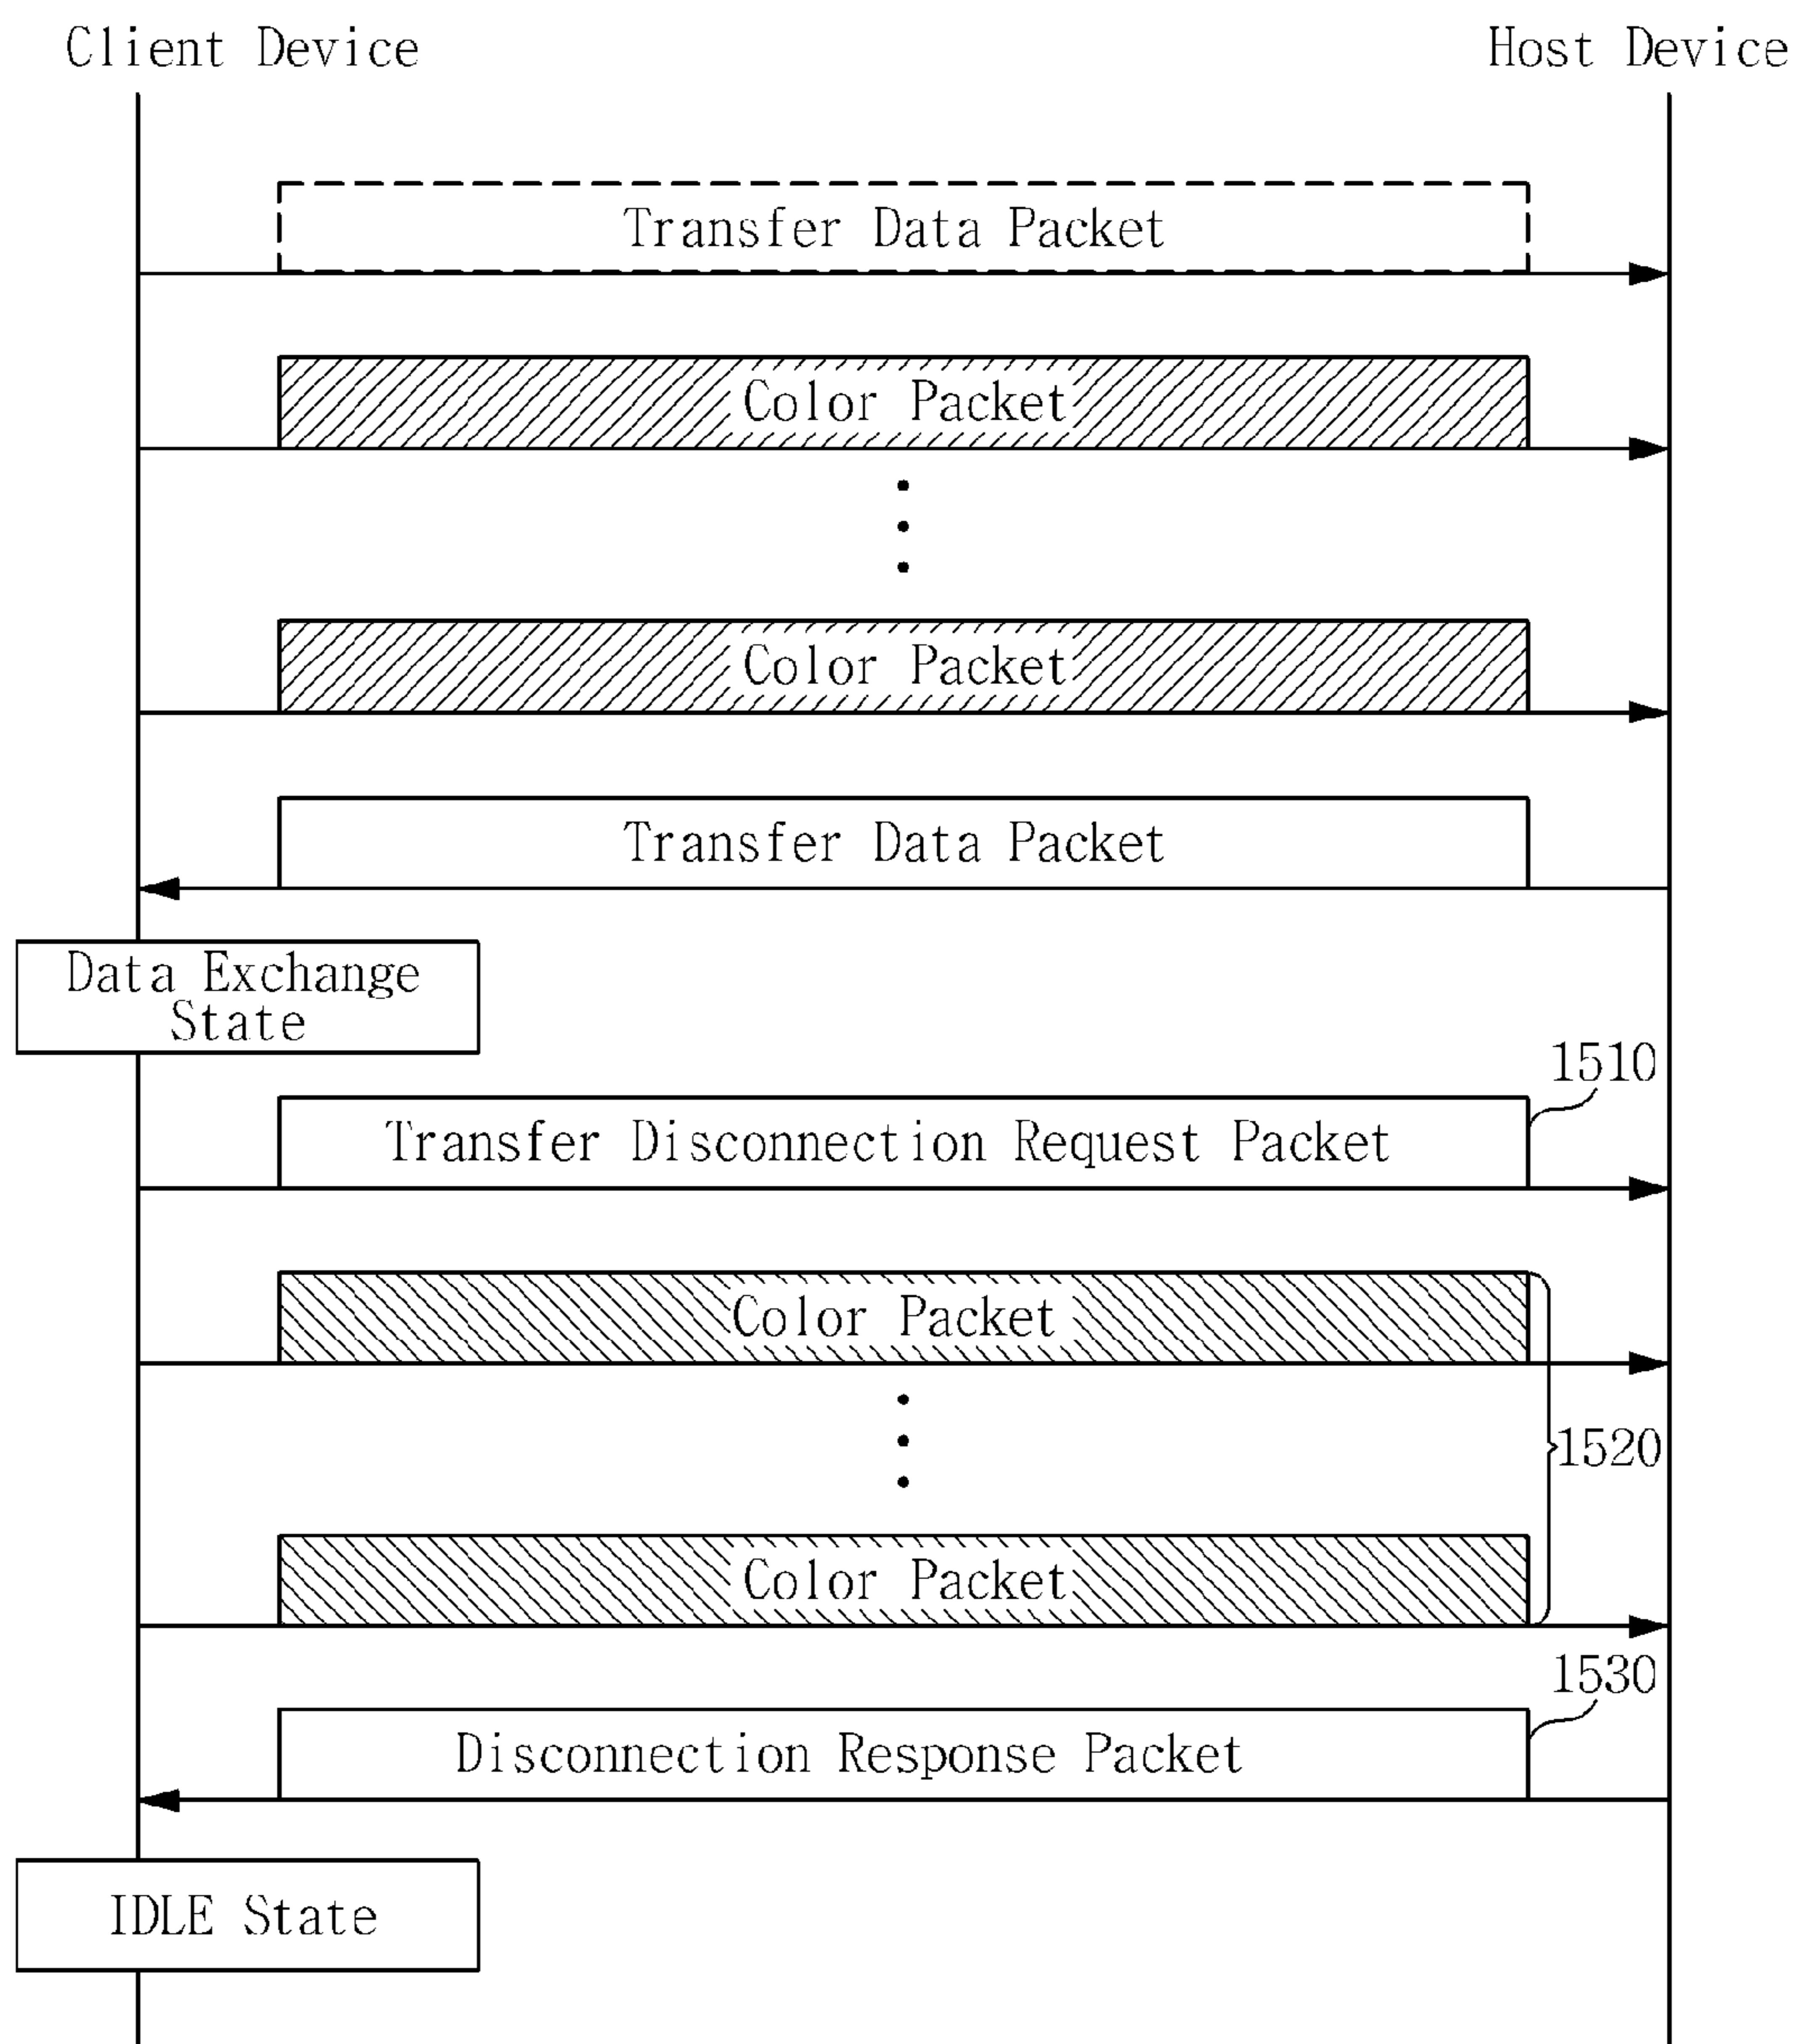 Client Device
Host Device
Transfer Data Packet
Color Packet
Color Packet
Transfer Data Packet
Data Exchange
State
1510
Transfer Disconnection Request Packet
Color Packet
1520
Color Packet
1530
Disconnection Response Packet
IDLE State